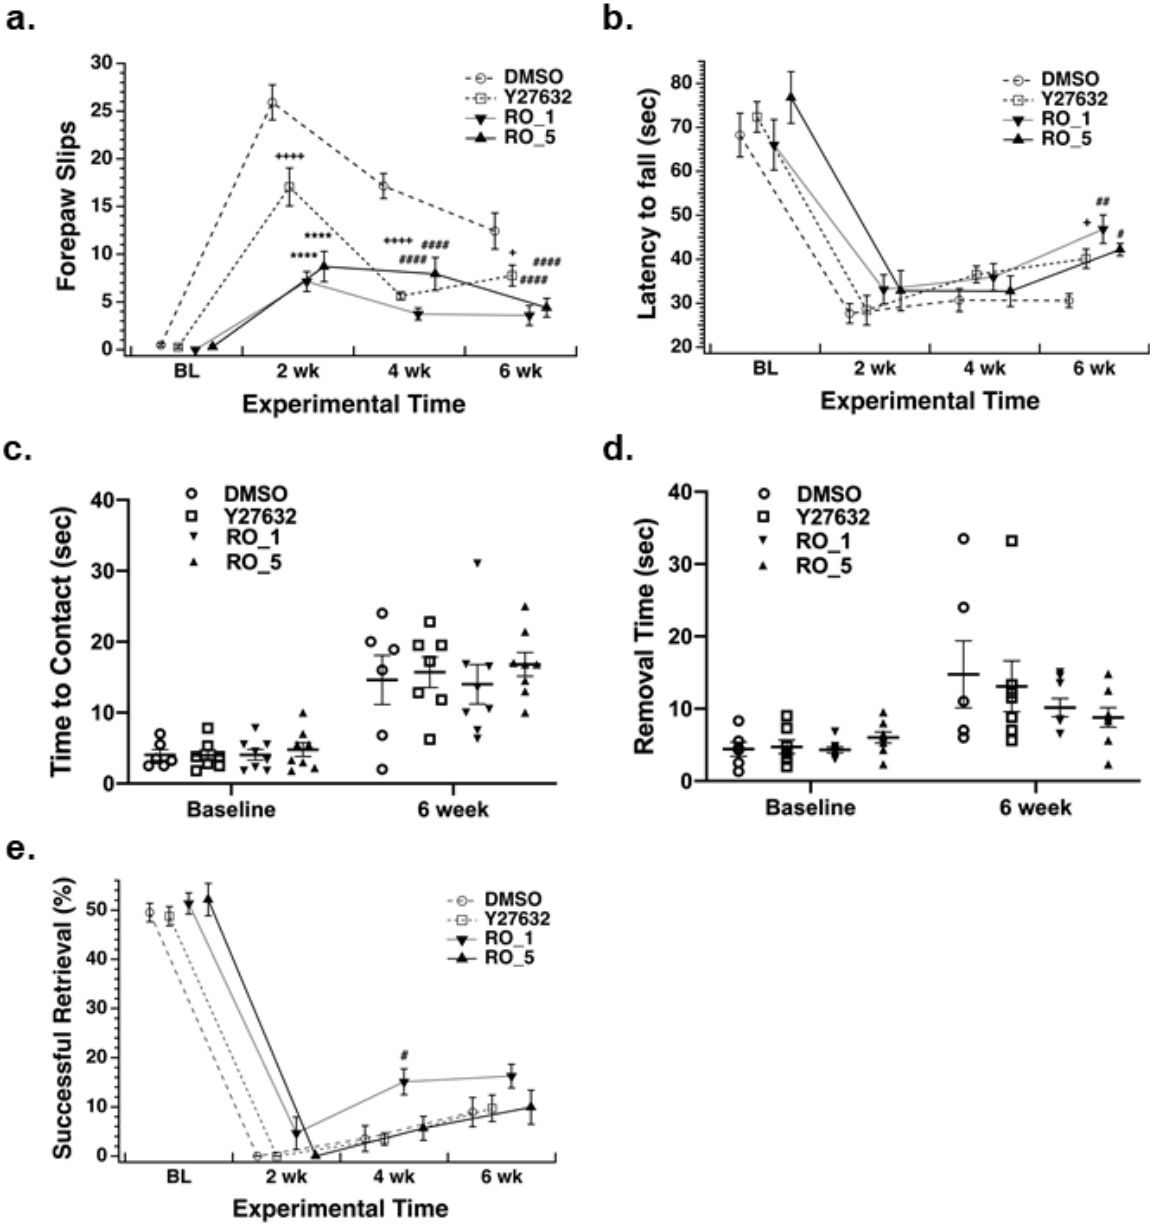 a.
30
25
20
15
10
5
0
Forepaw Slips
DMSO
Y27632
RO_1
RO_5
++++
****
****
++++
####
####
+
####
####
BL 2 wk 4 wk 6 wk
Experimental Time
b.
80
70
60
50
40
30
20
Latency to fall (sec)
DMSO
Y27632
RO_1
RO_5
##
+
#
BL 2 wk 4 wk 6 wk
Experimental Time
c.
40
30
20
10
0
Time to Contact (sec)
DMSO
Y27632
RO_1
RO_5
Baseline 6 week
d.
40
30
20
10
0
Removal Time (sec)
DMSO
Y27632
RO_1
RO_5
Baseline 6 week
e.
50
40
30
20
10
0
Successful Retrieval (%)
DMSO
Y27632
RO_1
RO_5
#
BL 2 wk 4 wk 6 wk
Experimental Time